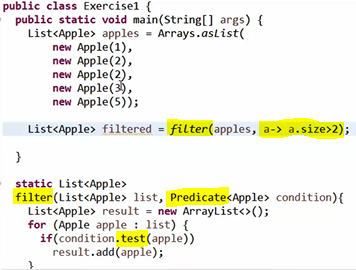 public class Exercise1 {
public static void main(String[] args) {
List<Apple> apples = Arrays.asList(
new Apple(1),
new Apple(2),
new Apple(2),
new Apple(3),
new Apple(5));
List<Apple> filtered = filter(apples, a-> a.size>2);
}
static List<Apple>
filter(List<Apple> list, Predicate<Apple> condition){
List<Apple> result = new ArrayList<>();
for (Apple apple : list) {
if(condition.test(apple))
result.add(apple);
}